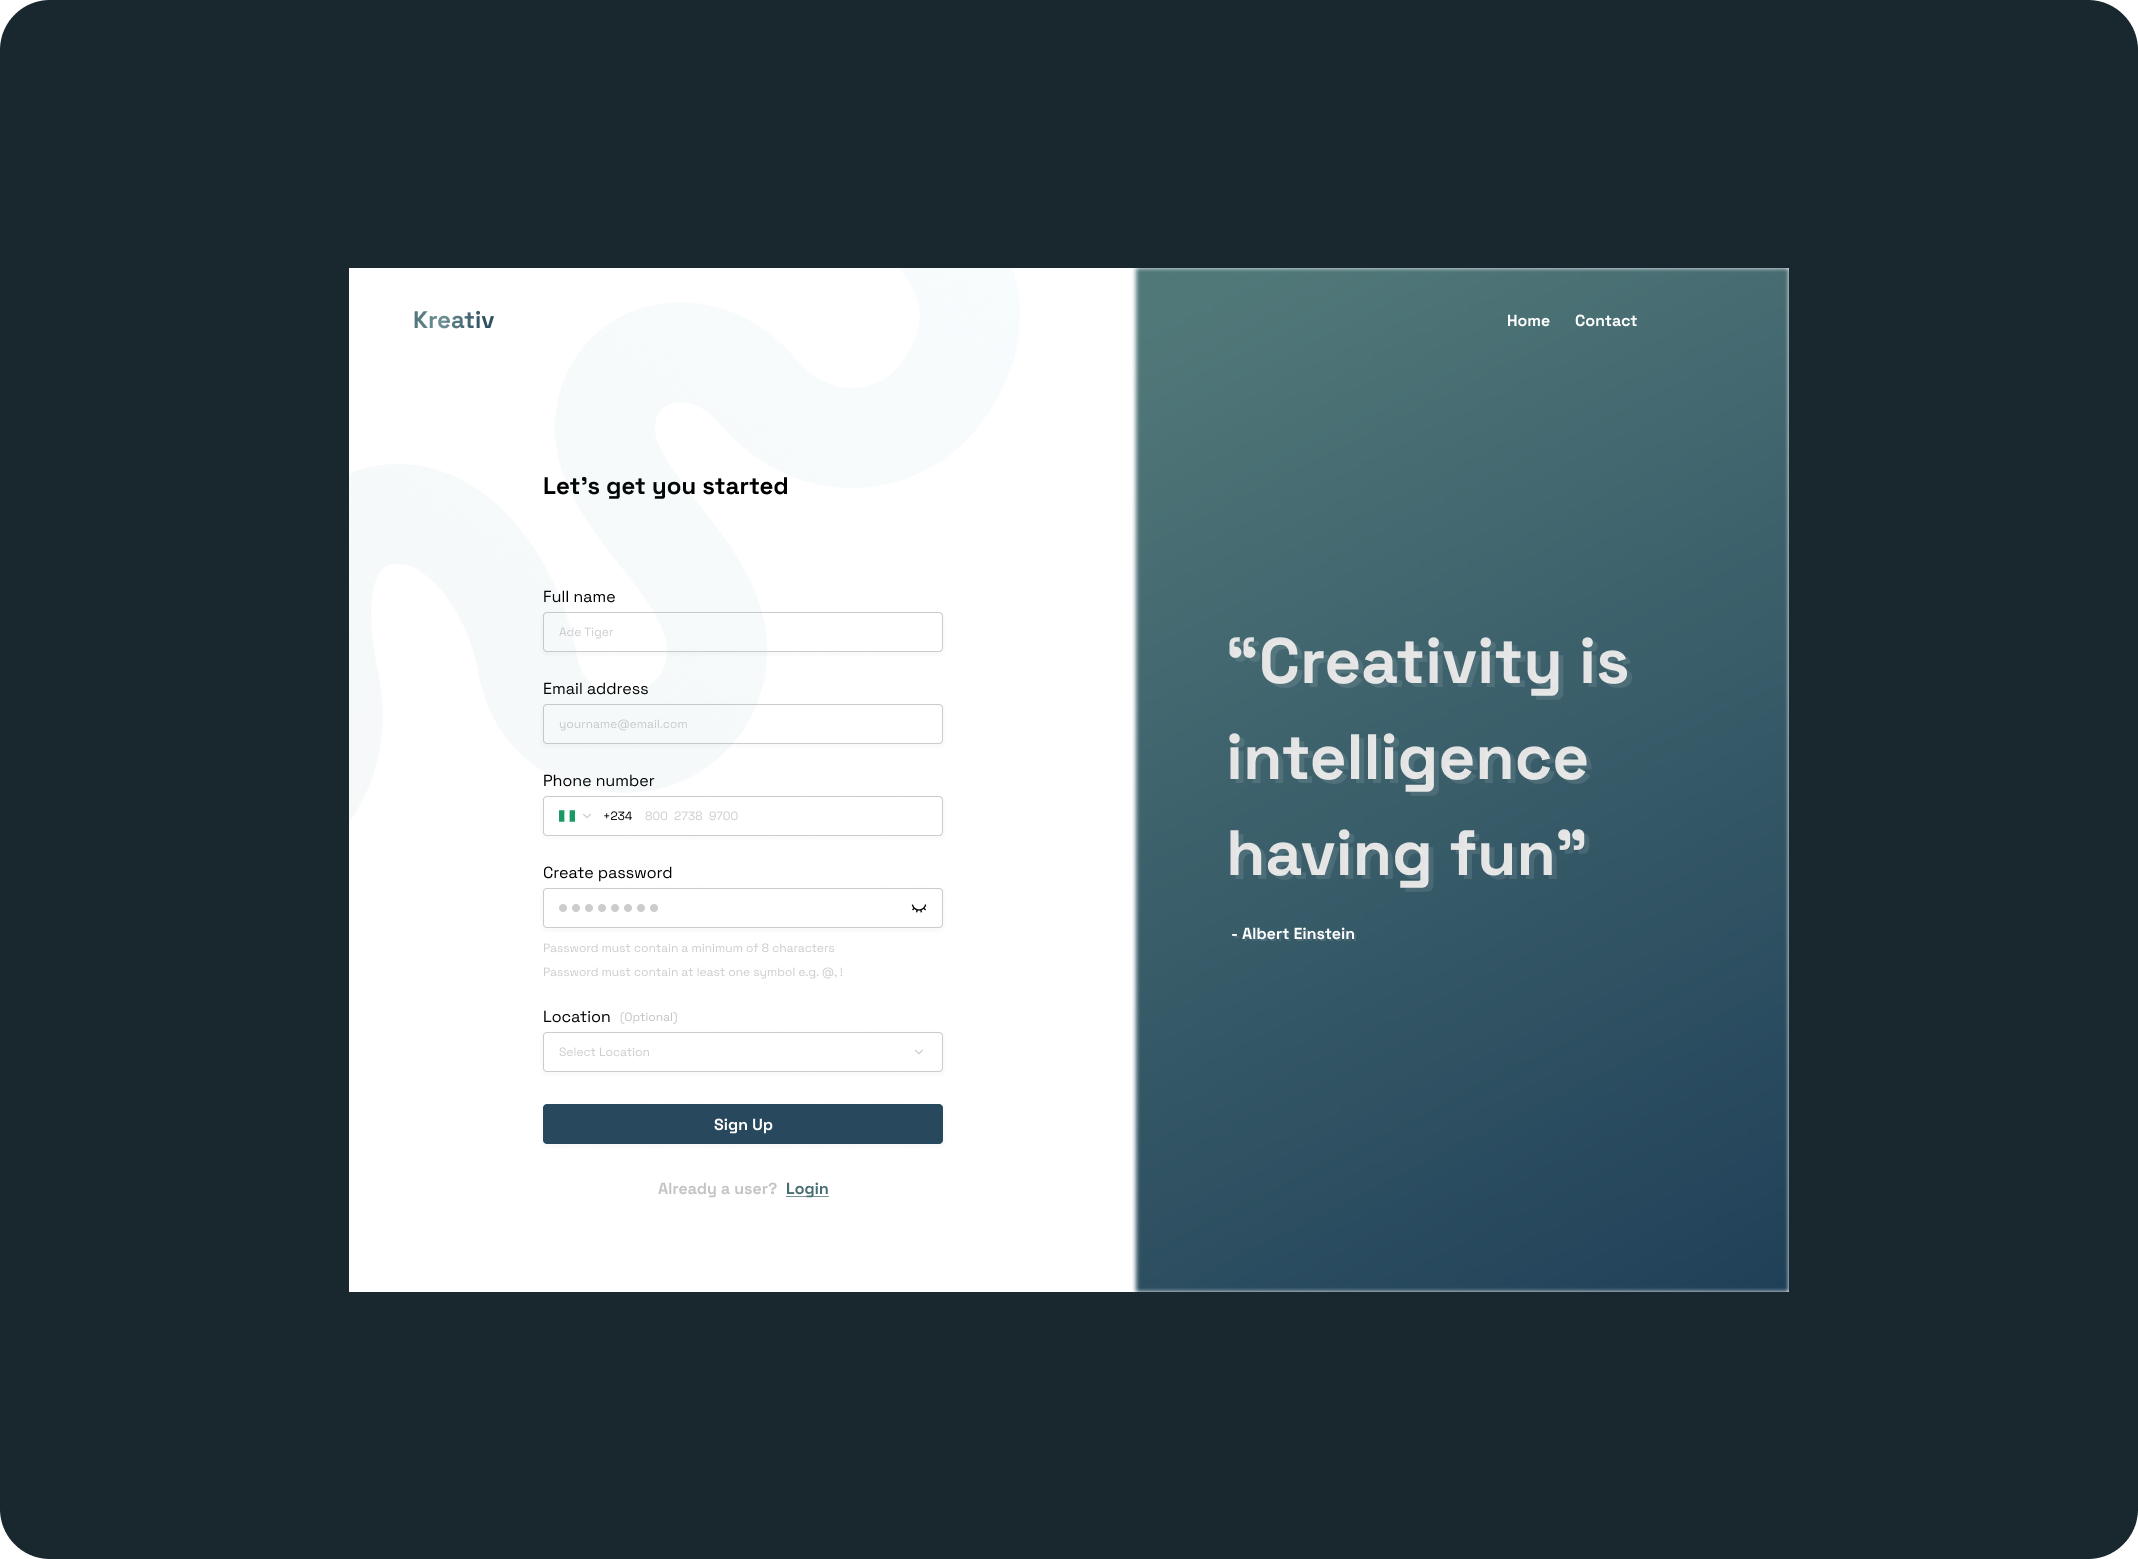 Kreativ
Home Contact
Let’s get you started
Full name
Ade Tiger
Email address
yourname@email.com
Phone number
+234 800 2738 9700
Create password
Password must contain a minimum of 8 characters
Password must contain at least one symbol e.g. @, !
Location (Optional)
Select Location
Sign Up
Already a user? Login
“Creativity is
intelligence
having fun”
- Albert Einstein